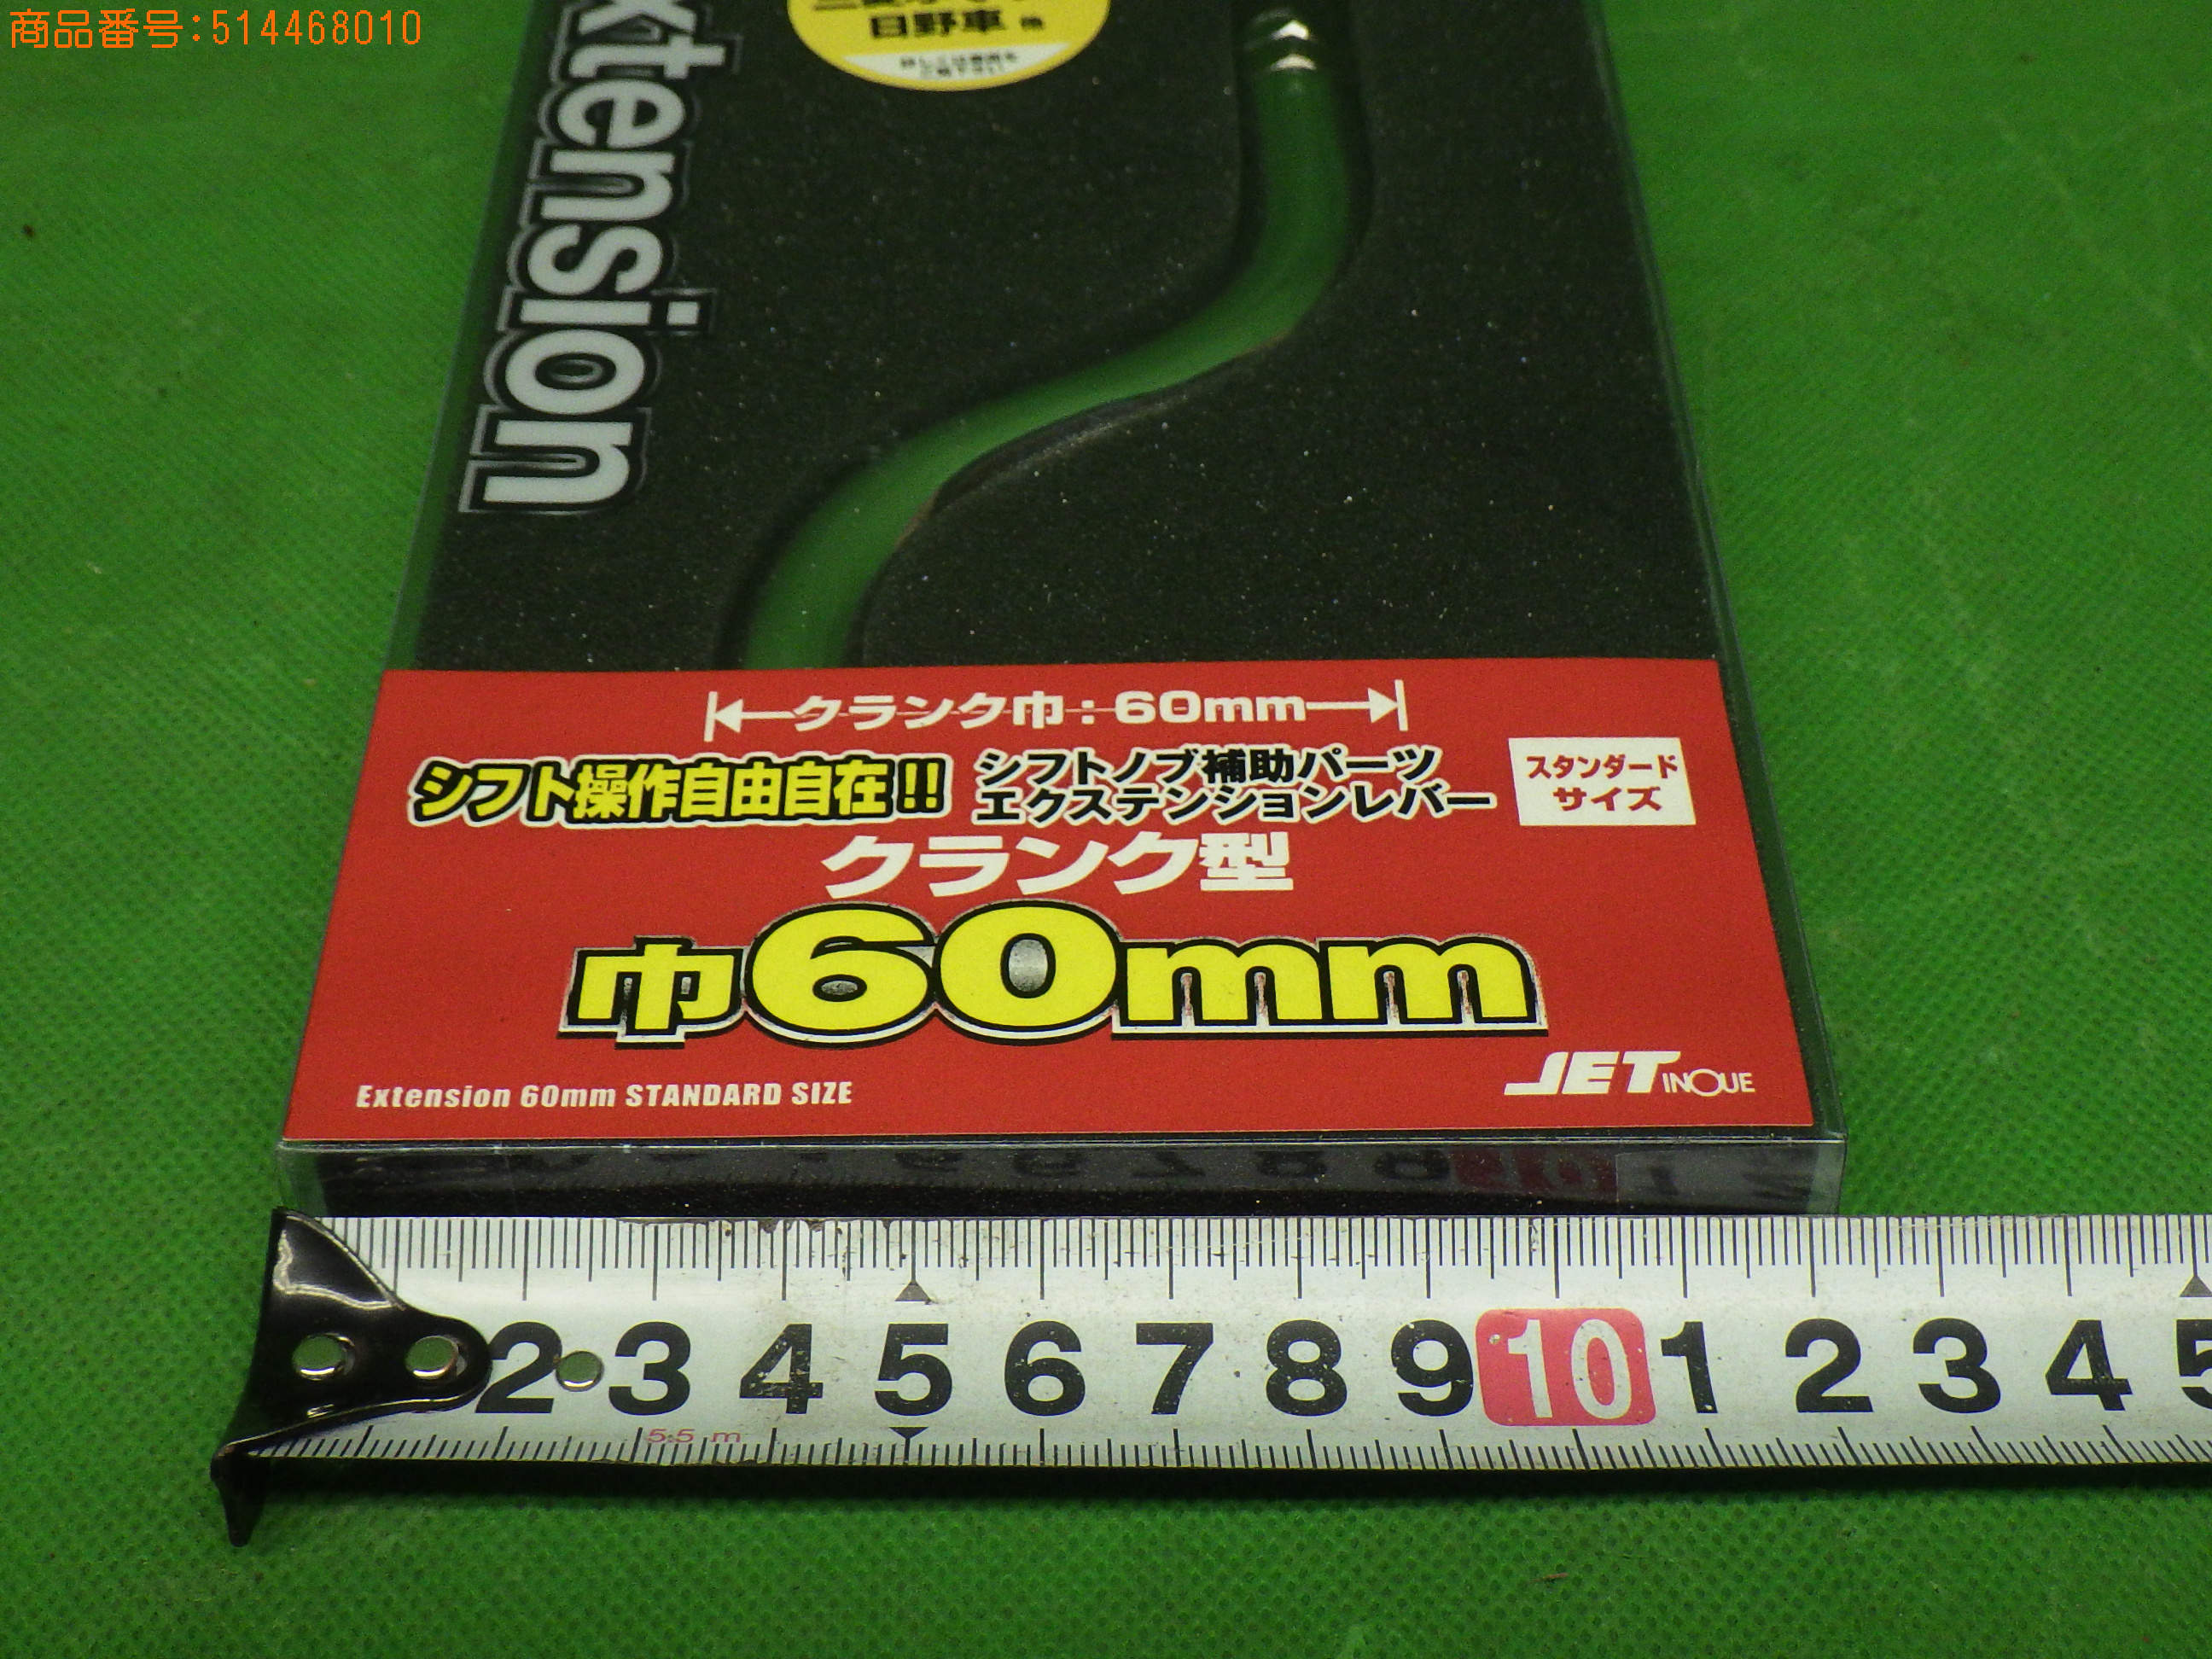 商品番号:514468010
日野車 他
xtension
クランク巾:60mm
シフト操作自由自在!!
シフトノブ補助パーツ
エクステンションレバー
スタンダード
サイズ
クランク型
巾60mm
Extension 60mm STANDARD SIZE
JET INOUE
2 3 4 5 6 7 8 9 10 1 2 3 4 5
5.5 m